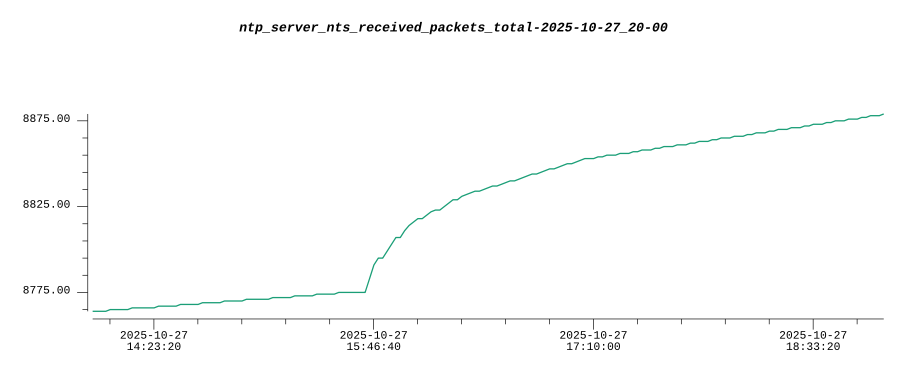 ntp_server_nts_received_packets_total-2025-10-27_20-00
8875.00
8825.00
8775.00
2025-10-27 2025-10-27 2025-10-27 2025-10-27
14:23:20 15:46:40 17:10:00 18:33:20